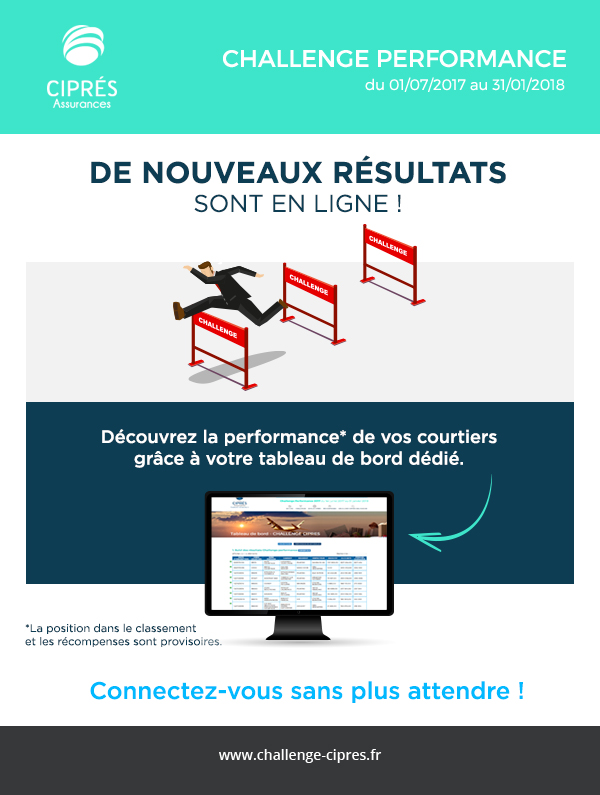 CIPRÉS
Assurances
CHALLENGE PERFORMANCE
du 01/07/2017 au 31/01/2018
DE NOUVEAUX RÉSULTATS
SONT EN LIGNE !
CHALLENGE
CHALLENGE
CHALLENGE
Découvrez la performance* de vos courtiers
grâce à votre tableau de bord dédié.
CIPRÉS
Tableau de bord - CHALLENGE CIPRES
*La position dans le classement
et les récompenses sont provisoires.
Connectez-vous sans plus attendre !
www.challenge-cipres.fr